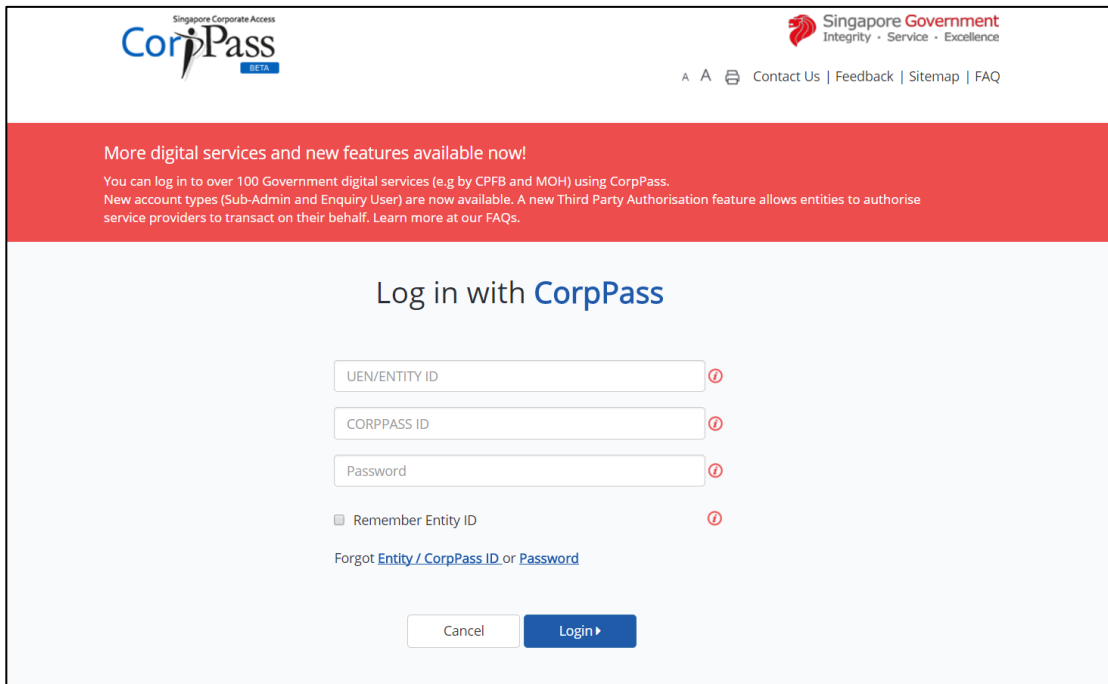 Singapore Corporate Access
CorpPass
BETA
Singapore Government
Integrity · Service · Excellence
A A Contact Us | Feedback | Sitemap | FAQ
More digital services and new features available now!
You can log in to over 100 Government digital services (e.g by CPFB and MOH) using CorpPass.
New account types (Sub-Admin and Enquiry User) are now available. A new Third Party Authorisation feature allows entities to authorise
service providers to transact on their behalf. Learn more at our FAQs.
Log in with CorpPass
UEN/ENTITY ID
CORPPASS ID
Password
Remember Entity ID
Forgot Entity / CorpPass ID or Password
Cancel Login